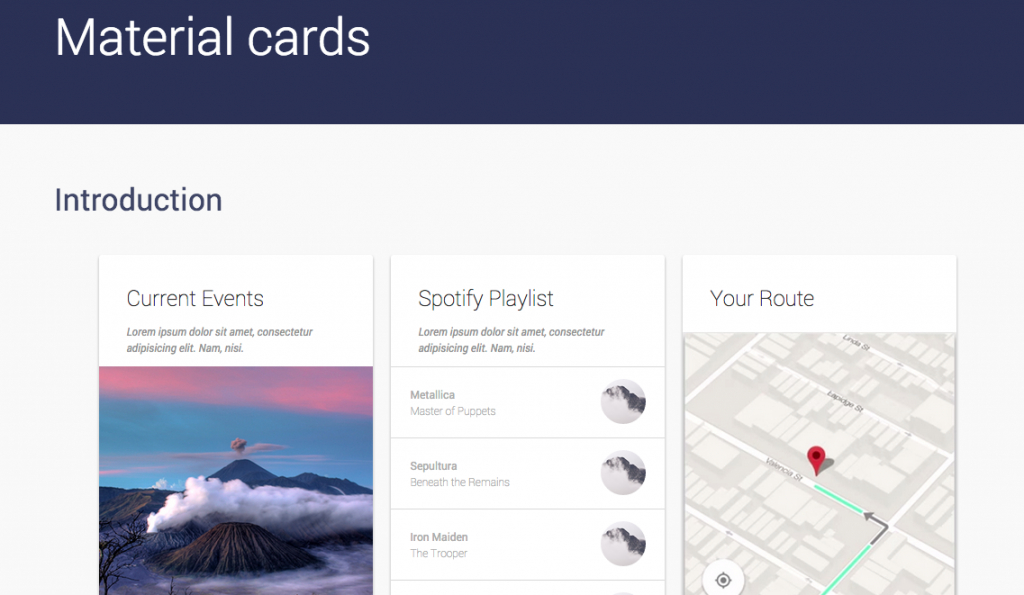 Material cards
Introduction
Current Events
Lorem ipsum dolor sit amet, consectetur
adipisicing elit. Nam, nisi.
Spotify Playlist
Lorem ipsum dolor sit amet, consectetur
adipisicing elit. Nam, nisi.
Metallica
Master of Puppets
Sepultura
Beneath the Remains
Iron Maiden
The Trooper
Your Route
Linda St
Lapidge St
Valencia St